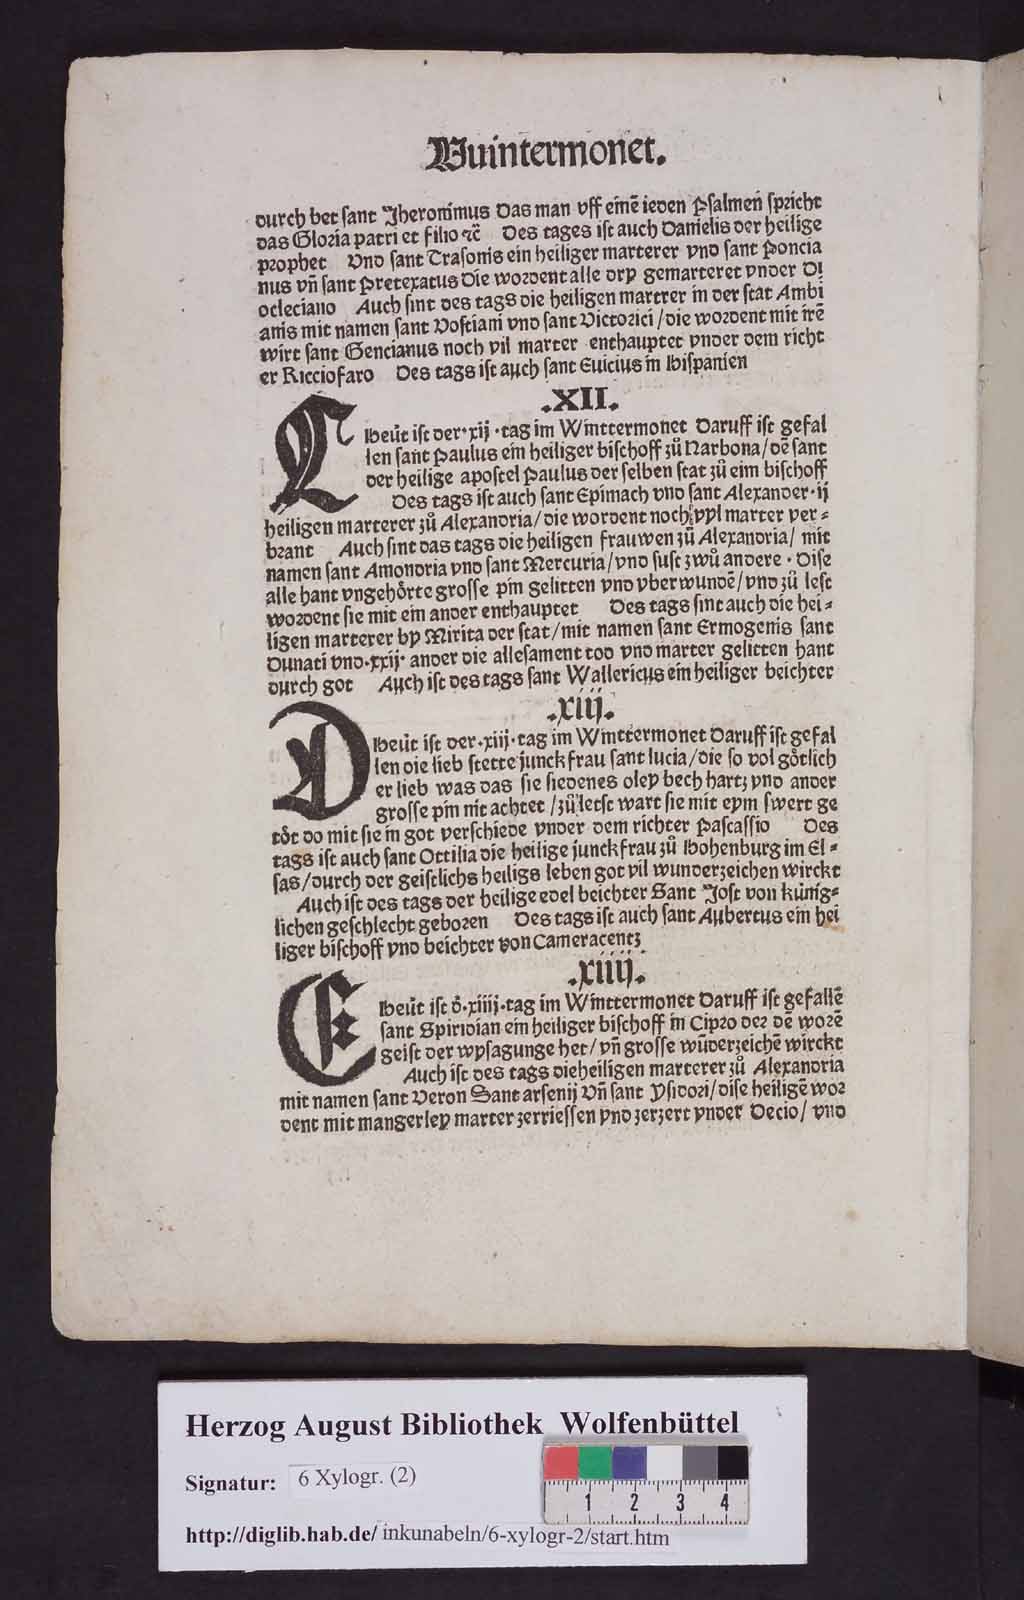 Wuintermonet.
durch bet sant Jheronimus Das man vff einē ieden Psalmen spricht
das Gloria patri et filio ⁊c̄ Des tages ist auch Danielis der heilige
prophet Vnd sant Trasonis ein heiliger marterer vnd sant Poncia
nus vn̄ sant Pretexatus Die wordent alle dry gemarteret vnder Di
ocleciano Auch sint des tags die heiligen martrer in der stat Ambi
anis mit namen sant Vostiani vnd sant Victorici / die wordent mit irē
wirt sant Gencianus noch vil marter enthauptet vnder dem richt
er Ricciofaro Des tags ist auch sant Euicius in Hispanien
.XII.
C Heüt ist der·xij·tag im Winttermonet Daruff ist gefal
len sant Paulus ein heiliger bischoff zů Narbona / dē sant
der heilige apostel Paulus der selben stat zů eim bischoff
Des tags ist auch sant Epimach vnd sant Alexander·ij
heiligen marterer zů Alexandria / die wordent noch vyl marter ver⸗
brant Auch sint das tags die heiligen frauwen zů Alexandria / mit
namen sant Amondria vnd sant Mercuria / vnd sust zwů andere · Dise
alle hant vngehörte grosse pin gelitten vnd vberwundē / vnd zů lest
wordent sie mit ein ander enthauptet Des tags sint auch die hei⸗
ligen marterer by Mirita der stat / mit namen sant Ermogenis sant
Dunati vnd·xxij· ander die allesament tod vnd marter gelitten hant
durch got Auch ist des tags sant Wallericus ein heiliger beichter
.xiij.
D Heüt ist der·xiij·tag im Winttermonet Daruff ist gefal
len die lieb stette junckfrau sant lucia / die so vol götlich
er lieb was das sie siedenes oley bech hartz vnd ander
grosse pin nit achtet / zů letst wart sie mit eym swert ge
töt do mit sie in got verschiede vnder dem richter Pascassio Des
tags ist auch sant Ottilia die heilige junckfrau zů Hohenburg im El⸗
sas / durch der geistlichs heiligs leben got vil wunderzeichen wirckt
Auch ist des tags der heilige edel beichter Sant Jost von künig⸗
lichen geschlecht geboren Des tags ist auch sant Aubertus ein hei
liger bischoff vnd beichter von Cameracentz
.xiiij.
E Heüt ist ď·xiiij·tag im Winttermonet Daruff ist gefallē
sant Spiridian ein heiliger bischoff in Cipro der dē worē
geist der wysagunge het / vn̄ grosse wūderzeichē wirckt
Auch ist des tags dieheiligen marterer zů Alexandria
mit namen sant Veron Sant arsenij Vn̄ sant Ysidori / dise heiligē wor
dent mit mangerley marter zerriessen vnd zerzert vnder Decio / vnd
Herzog August Bibliothek Wolfenbüttel
Signatur: 6 Xylogr. (2)
1 2 3 4
http://diglib.hab.de/inkunabeln/6-xylogr-2/start.htm